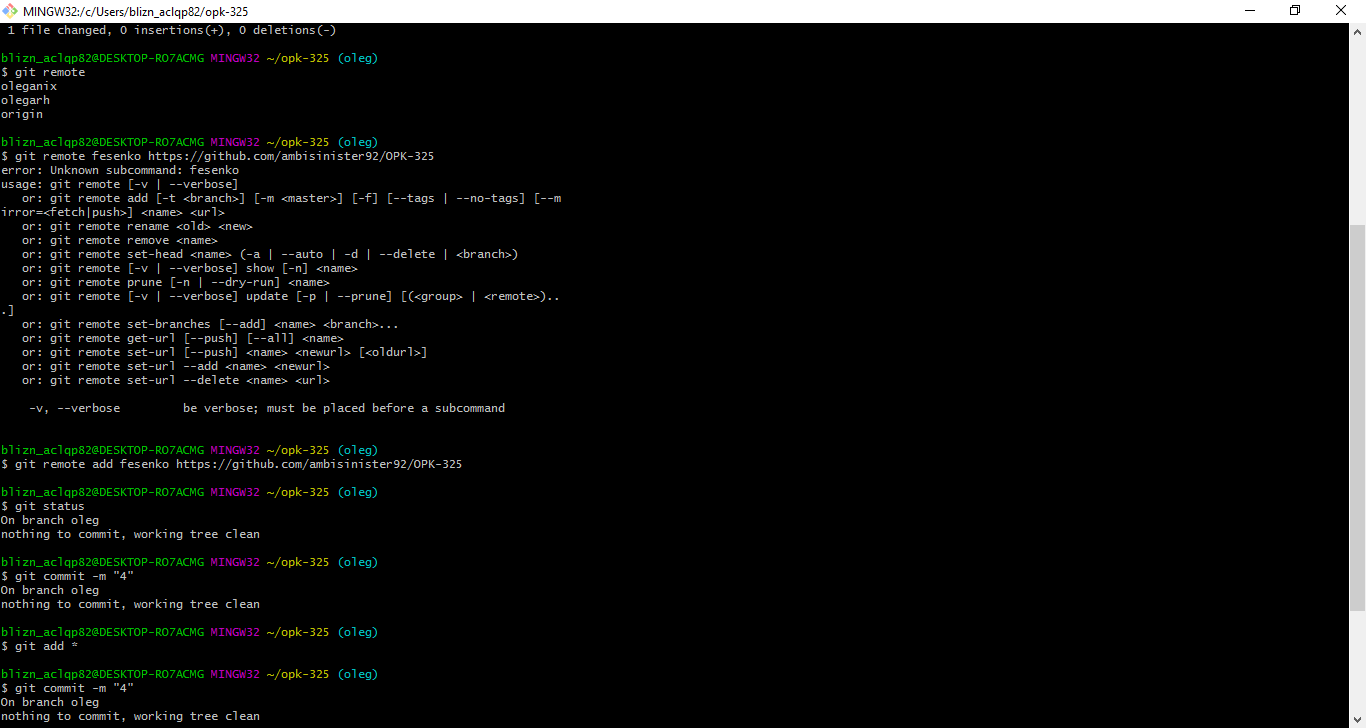 MINGW32:/c/Users/blizn_aclqp82/opk-325
 1 file changed, 0 insertions(+), 0 deletions(-)

blizn_aclqp82@DESKTOP-RO7ACMG MINGW32 ~/opk-325 (oleg)
$ git remote
oleganix
olegarh
origin

blizn_aclqp82@DESKTOP-RO7ACMG MINGW32 ~/opk-325 (oleg)
$ git remote fesenko https://github.com/ambisinister92/OPK-325
error: Unknown subcommand: fesenko
usage: git remote [-v | --verbose]
   or: git remote add [-t <branch>] [-m <master>] [-f] [--tags | --no-tags] [--m
irror=<fetch|push>] <name> <url>
   or: git remote rename <old> <new>
   or: git remote remove <name>
   or: git remote set-head <name> (-a | --auto | -d | --delete | <branch>)
   or: git remote [-v | --verbose] show [-n] <name>
   or: git remote prune [-n | --dry-run] <name>
   or: git remote [-v | --verbose] update [-p | --prune] [(<group> | <remote>)..
.]
   or: git remote set-branches [--add] <name> <branch>...
   or: git remote get-url [--push] [--all] <name>
   or: git remote set-url [--push] <name> <newurl> [<oldurl>]
   or: git remote set-url --add <name> <newurl>
   or: git remote set-url --delete <name> <url>

    -v, --verbose         be verbose; must be placed before a subcommand

blizn_aclqp82@DESKTOP-RO7ACMG MINGW32 ~/opk-325 (oleg)
$ git remote add fesenko https://github.com/ambisinister92/OPK-325

blizn_aclqp82@DESKTOP-RO7ACMG MINGW32 ~/opk-325 (oleg)
$ git status
On branch oleg
nothing to commit, working tree clean

blizn_aclqp82@DESKTOP-RO7ACMG MINGW32 ~/opk-325 (oleg)
$ git commit -m "4"
On branch oleg
nothing to commit, working tree clean

blizn_aclqp82@DESKTOP-RO7ACMG MINGW32 ~/opk-325 (oleg)
$ git add *

blizn_aclqp82@DESKTOP-RO7ACMG MINGW32 ~/opk-325 (oleg)
$ git commit -m "4"
On branch oleg
nothing to commit, working tree clean